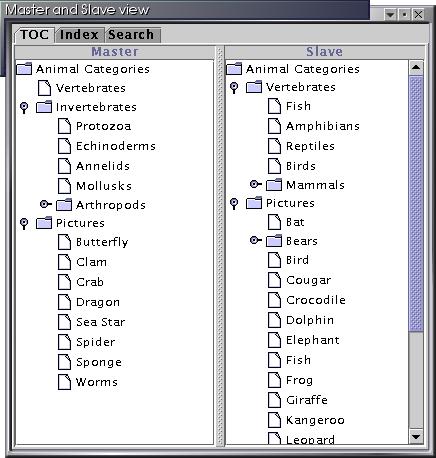 Master and Slave view
TOC Index Search
Master
Animal Categories
Vertebrates
Invertebrates
Protozoa
Echinoderms
Annelids
Mollusks
Arthropods
Pictures
Butterfly
Clam
Crab
Dragon
Sea Star
Spider
Sponge
Worms
Slave
Animal Categories
Vertebrates
Fish
Amphibians
Reptiles
Birds
Mammals
Pictures
Bat
Bears
Bird
Cougar
Crocodile
Dolphin
Elephant
Fish
Frog
Giraffe
Kangeroo
Leopard